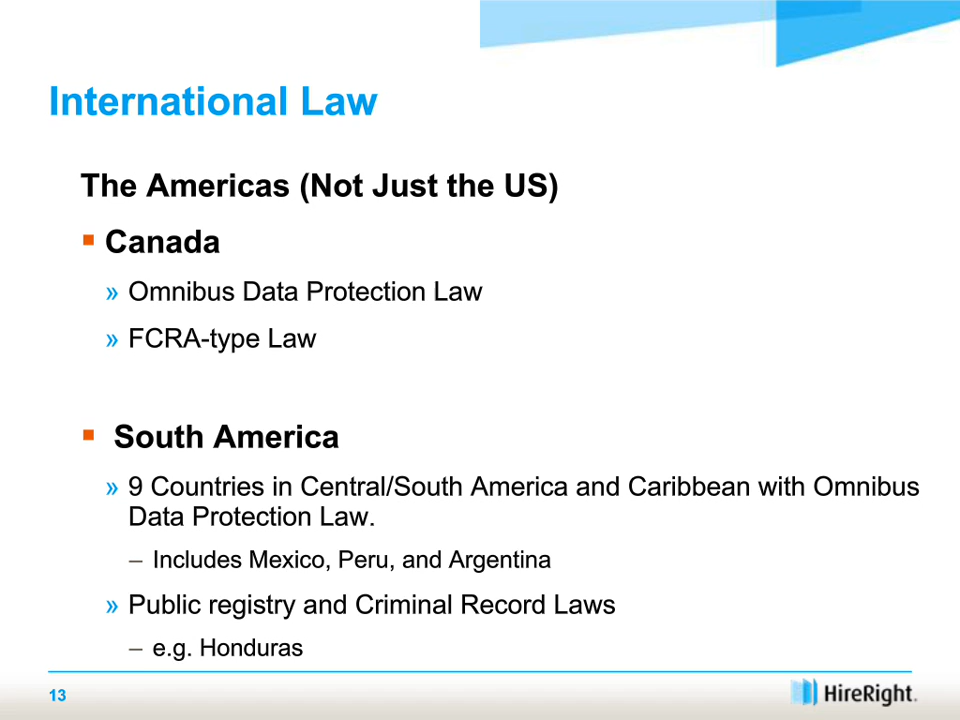 International Law
The Americas (Not Just the US)
▪ Canada
» Omnibus Data Protection Law
» FCRA-type Law
▪ South America
» 9 Countries in Central/South America and Caribbean with Omnibus
Data Protection Law.
– Includes Mexico, Peru, and Argentina
» Public registry and Criminal Record Laws
– e.g. Honduras
13
HireRight.